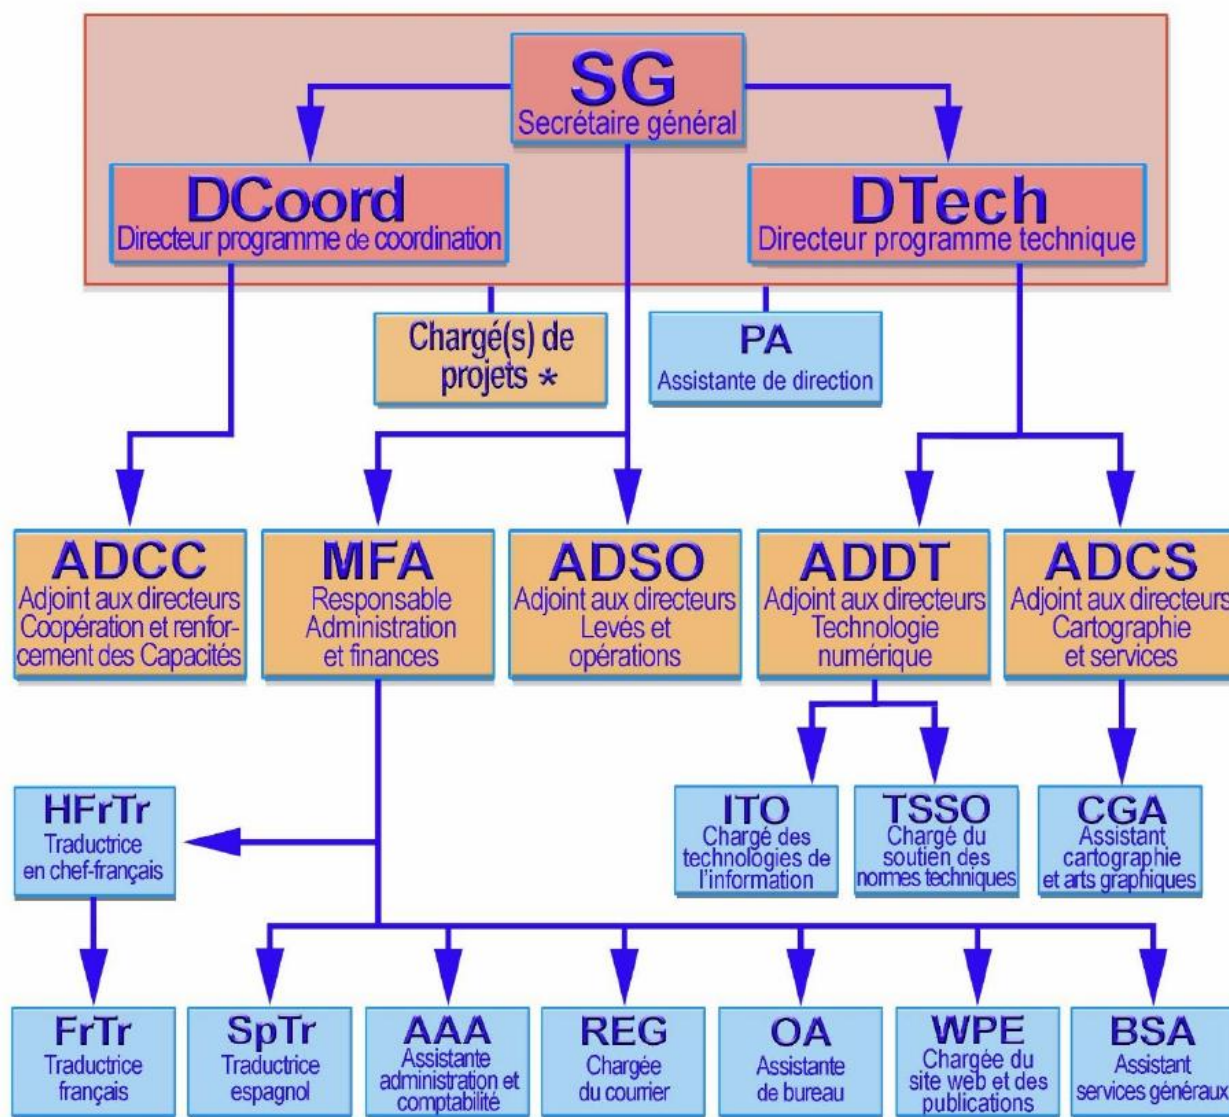 SG
Secrétaire général
DCoord
Directeur programme de coordination
DTech
Directeur programme technique
Chargé(s) de
projets *
PA
Assistante de direction
ADCC
Adjoint aux directeurs
Coopération et renfor-
cement des Capacités
MFA
Responsable
Administration
et finances
ADSO
Adjoint aux directeurs
Levés et
opérations
ADDT
Adjoint aux directeurs
Technologie
numérique
ADCS
Adjoint aux directeurs
Cartographie
et services
HFrTr
Traductrice
en chef-français
ITO
Chargé des
technologies de
l'information
TSSO
Chargé du
soutien des
normes techniques
CGA
Assistant
cartographie
et arts graphiques
FrTr
Traductrice
français
SpTr
Traductrice
espagnol
AAA
Assistante
administration et
comptabilité
REG
Chargée
du courrier
OA
Assistante
de bureau
WPE
Chargée du
site web et des
publications
BSA
Assistant
services généraux